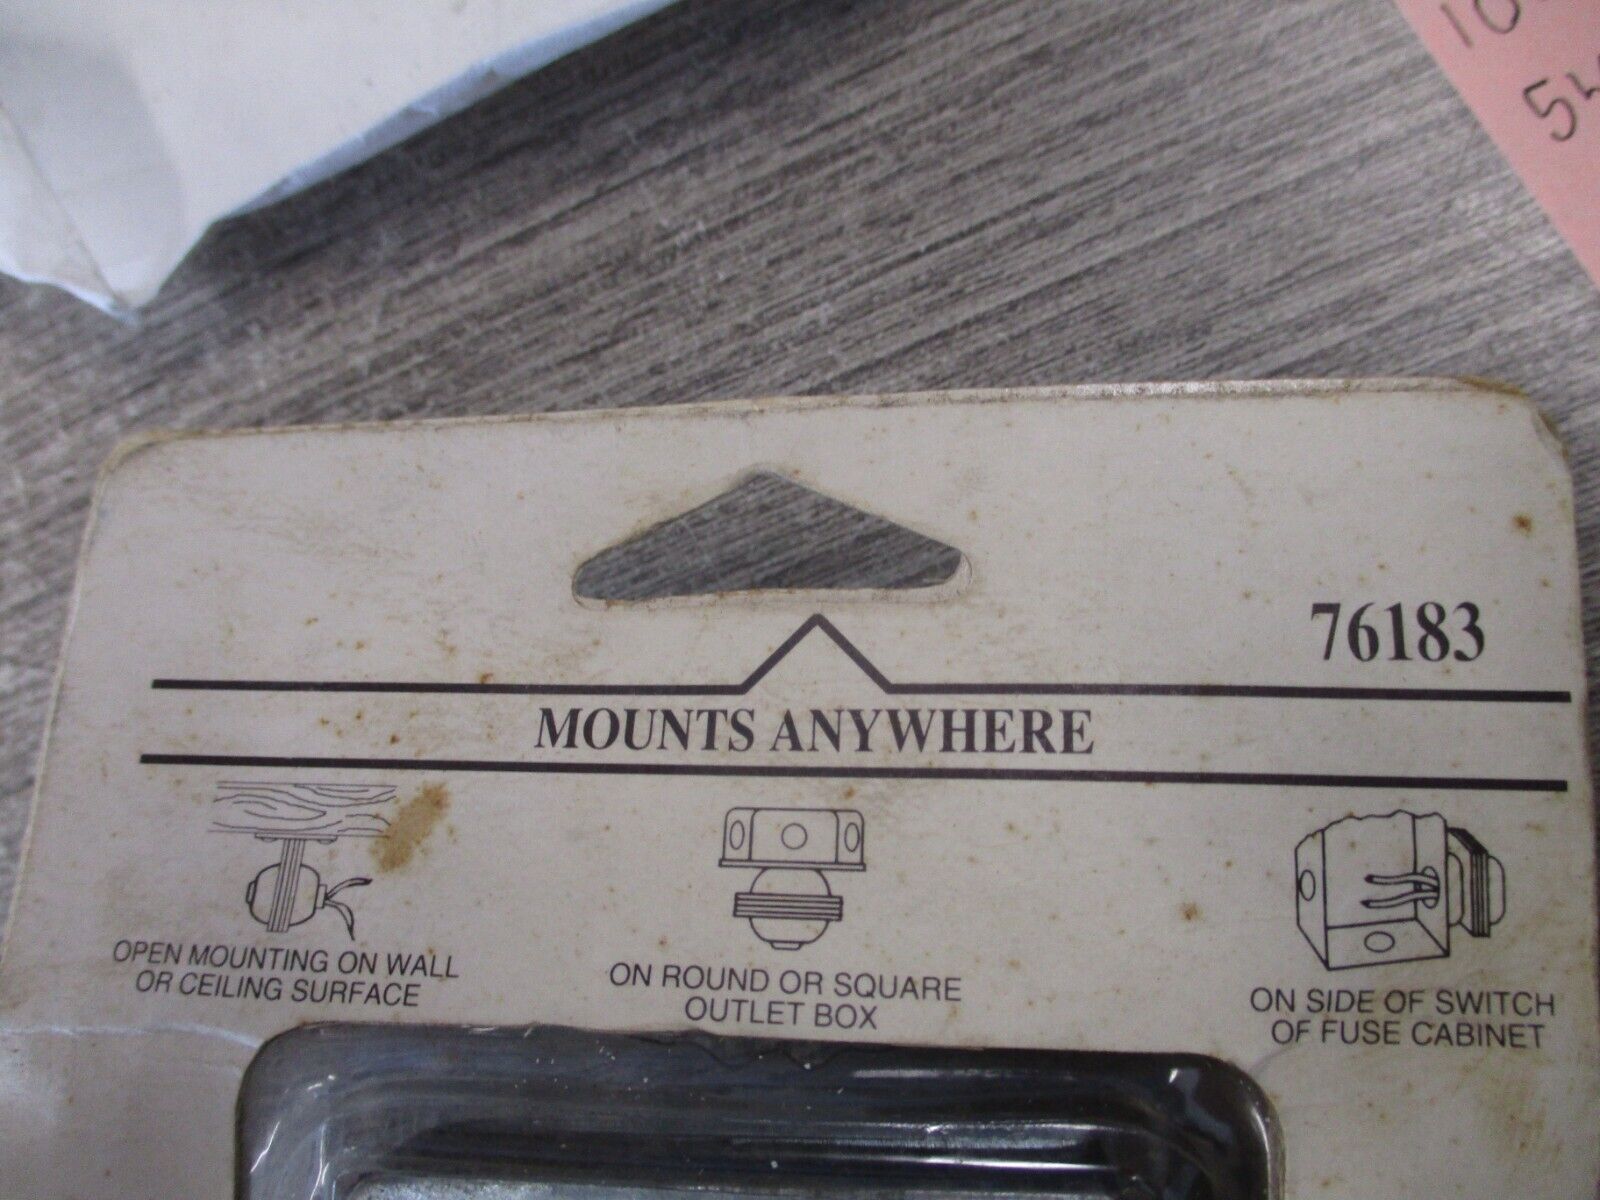 10
76183
MOUNTS ANYWHERE
OPEN MOUNTING ON WALL
OR CEILING SURFACE
ON ROUND OR SQUARE
OUTLET BOX
ON SIDE OF SWITCH
OF FUSE CABINET